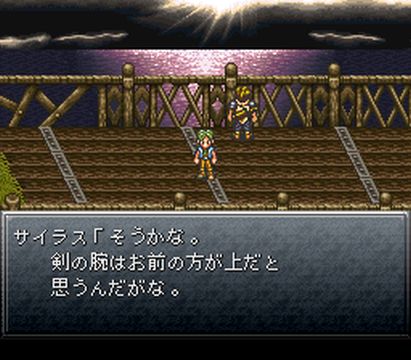 サイラス「そうかな。
剣の腕はお前の方が上だと
思うんだがな。